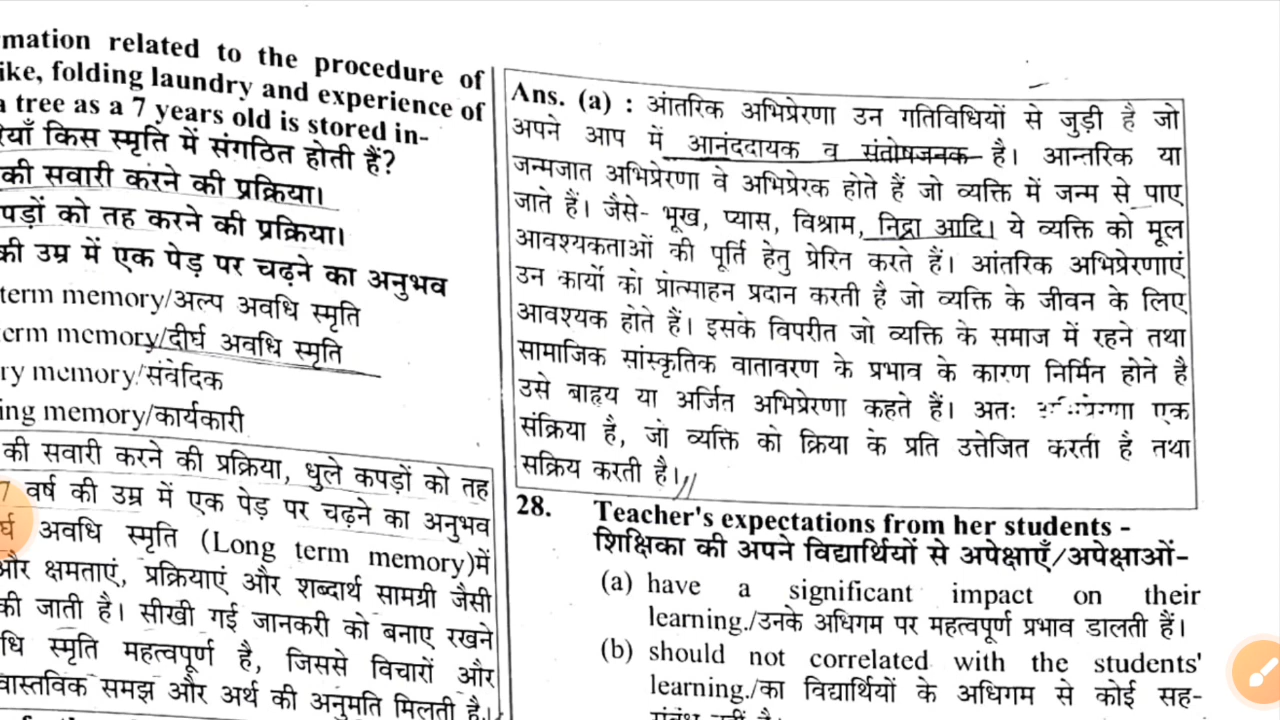 mation related to the procedure of
ike, folding laundry and experience of
a tree as a 7 years old is stored in-
याँ किस स्मृति में संगठित होती हैं?
की सवारी करने की प्रक्रिया।
पड़ों को तह करने की प्रक्रिया।
की उम्र में एक पेड़ पर चढ़ने का अनुभव
term memory/अल्प अवधि स्मृति
erm memory/दीर्घ अवधि स्मृति
ry memory/संवेदिक
ing memory/कार्यकारी
की सवारी करने की प्रक्रिया, धुले कपड़ों को तह
7 वर्ष की उम्र में एक पेड़ पर चढ़ने का अनुभव
र्घ अवधि स्मृति (Long term memory)में
और क्षमताएं, प्रक्रियाएं और शब्दार्थ सामग्री जैसी
की जाती है। सीखी गई जानकरी को बनाए रखने
धि स्मृति महत्वपूर्ण है, जिससे विचारों और
वास्तविक समझ और अर्थ की अनुमति मिलती है।
Ans. (a) : आंतरिक अभिप्रेरणा उन गतिविधियों से जुड़ी है जो
अपने आप में आनंददायक व संतोषजनक है। आन्तरिक या
जन्मजात अभिप्रेरणा वे अभिप्रेरक होते हैं जो व्यक्ति में जन्म से पाए
जाते हैं। जैसे- भूख, प्यास, विश्राम, निद्रा आदि। ये व्यक्ति को मूल
आवश्यकताओं की पूर्ति हेतु प्रेरित करते हैं। आंतरिक अभिप्रेरणाएं
उन कार्यों को प्रोत्साहन प्रदान करती है जो व्यक्ति के जीवन के लिए
आवश्यक होते हैं। इसके विपरीत जो व्यक्ति के समाज में रहने तथा
सामाजिक सांस्कृतिक वातावरण के प्रभाव के कारण निर्मित होते है
उसे बाहृय या अर्जित अभिप्रेरणा कहते हैं। अतः अभिप्रेरणा एक
संक्रिया है, जो व्यक्ति को क्रिया के प्रति उत्तेजित करती है तथा
सक्रिय करती है।
28. Teacher's expectations from her students -
शिक्षिका की अपने विद्यार्थियों से अपेक्षाएँ/अपेक्षाओं-
(a) have a significant impact on their
learning./उनके अधिगम पर महत्वपूर्ण प्रभाव डालती हैं।
(b) should not correlated with the students'
learning./का विद्यार्थियों के अधिगम से कोई सह-